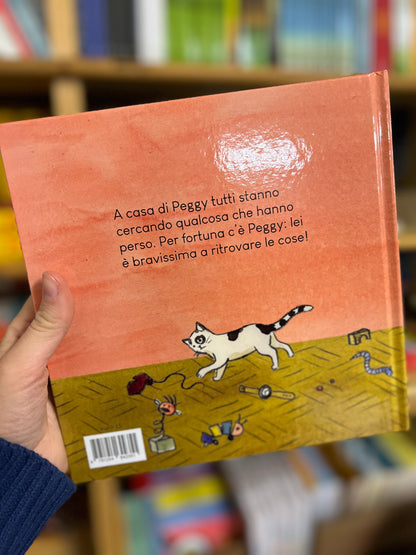 A casa di Peggy tutti stanno
cercando qualcosa che hanno
perso. Per fortuna c'è Peggy: lei
è bravissima a ritrovare le cose!